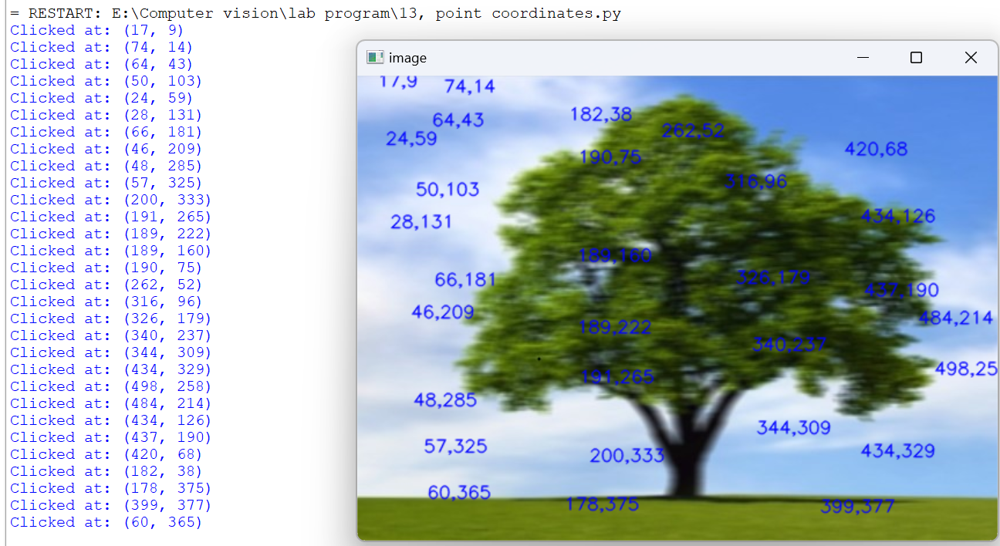 = RESTART: E:\Computer vision\lab program\13, point coordinates.py
Clicked at: (17, 9)
Clicked at: (74, 14)
Clicked at: (64, 43)
Clicked at: (50, 103)
Clicked at: (24, 59)
Clicked at: (28, 131)
Clicked at: (66, 181)
Clicked at: (46, 209)
Clicked at: (48, 285)
Clicked at: (57, 325)
Clicked at: (200, 333)
Clicked at: (191, 265)
Clicked at: (189, 222)
Clicked at: (189, 160)
Clicked at: (190, 75)
Clicked at: (262, 52)
Clicked at: (316, 96)
Clicked at: (326, 179)
Clicked at: (340, 237)
Clicked at: (344, 309)
Clicked at: (434, 329)
Clicked at: (498, 258)
Clicked at: (484, 214)
Clicked at: (434, 126)
Clicked at: (437, 190)
Clicked at: (420, 68)
Clicked at: (182, 38)
Clicked at: (178, 375)
Clicked at: (399, 377)
Clicked at: (60, 365)
image
17,9
74,14
182,38
64,43
262,52
24,59
420,68
190,75
316,96
50,103
434,126
28,131
189,160
326,179
66,181
437,190
46,209
484,214
189,222
340,237
498,25
191,265
48,285
344,309
57,325
434,329
200,333
60,365
178,375
399,377